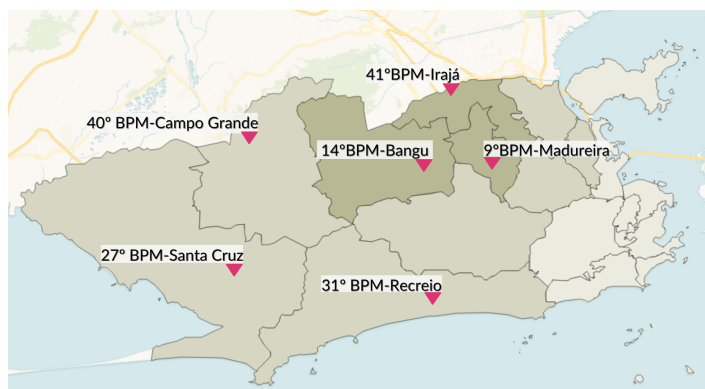 41ºBPM-Irajá
40º BPM-Campo Grande
14ºBPM-Bangu
9ºBPM-Madureira
27º BPM-Santa Cruz
31º BPM-Recreio